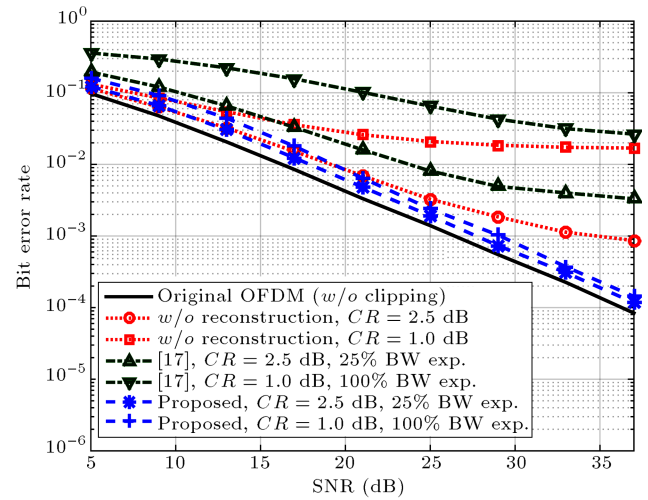 10^0
10^−1
10^−2
10^−3
10^−4
10^−5
10^−6
Bit error rate
Original OFDM (w/o clipping)
w/o reconstruction, CR = 2.5 dB
w/o reconstruction, CR = 1.0 dB
[17], CR = 2.5 dB, 25% BW exp.
[17], CR = 1.0 dB, 100% BW exp.
Proposed, CR = 2.5 dB, 25% BW exp.
Proposed, CR = 1.0 dB, 100% BW exp.
5 10 15 20 25 30 35
SNR (dB)